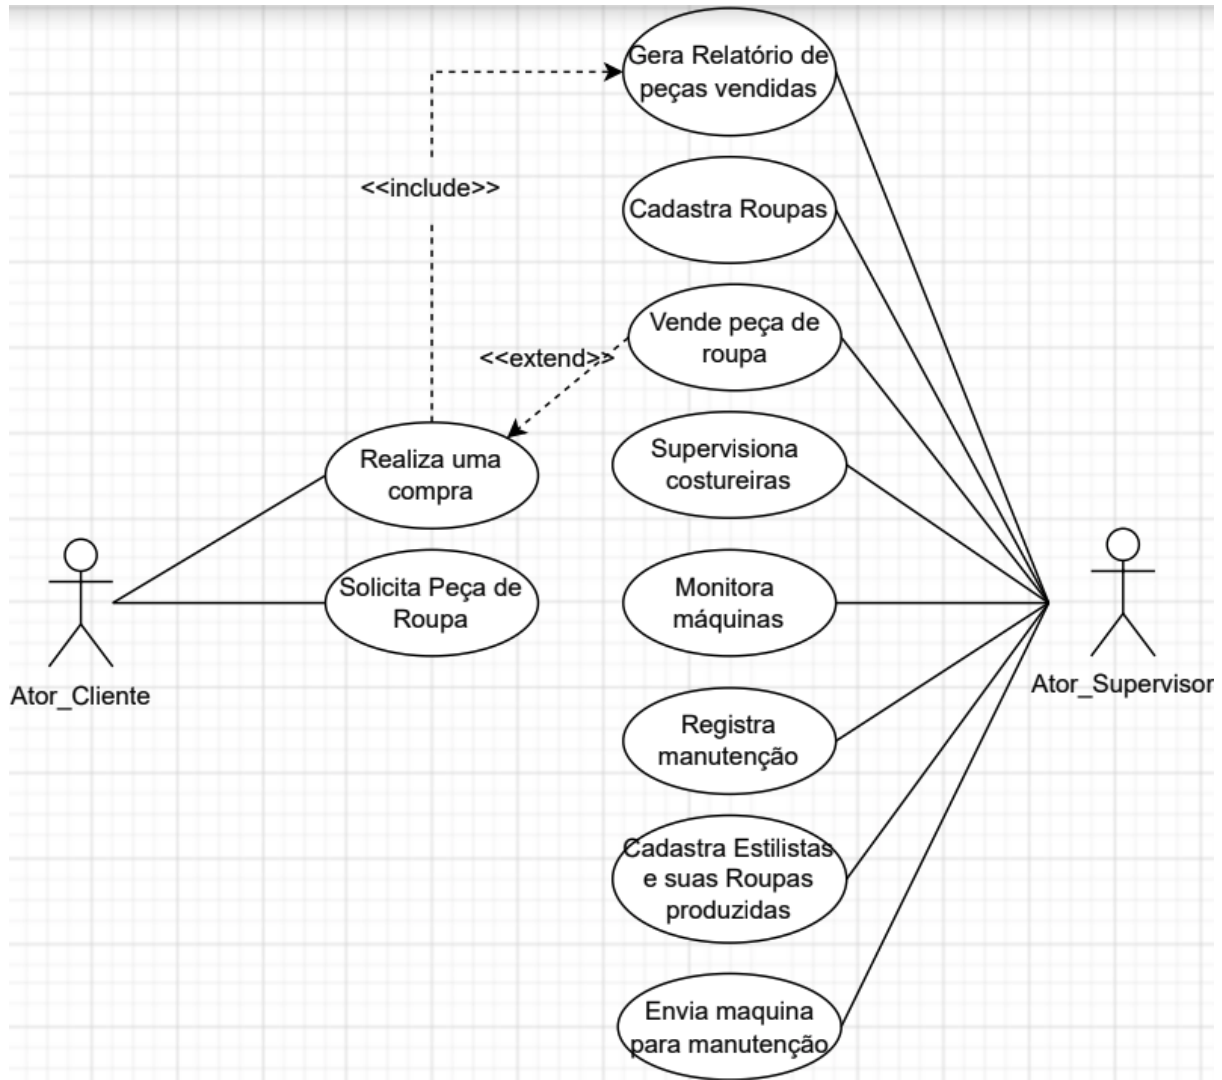 Gera Relatório de
peças vendidas
<<include>>
Cadastra Roupas
Vende peça de
roupa
<<extend>>
Realiza uma
compra
Supervisiona
costureiras
Solicita Peça de
Roupa
Monitora
máquinas
Ator_Cliente
Ator_Supervisor
Registra
manutenção
Cadastra Estilistas
e suas Roupas
produzidas
Envia maquina
para manutenção